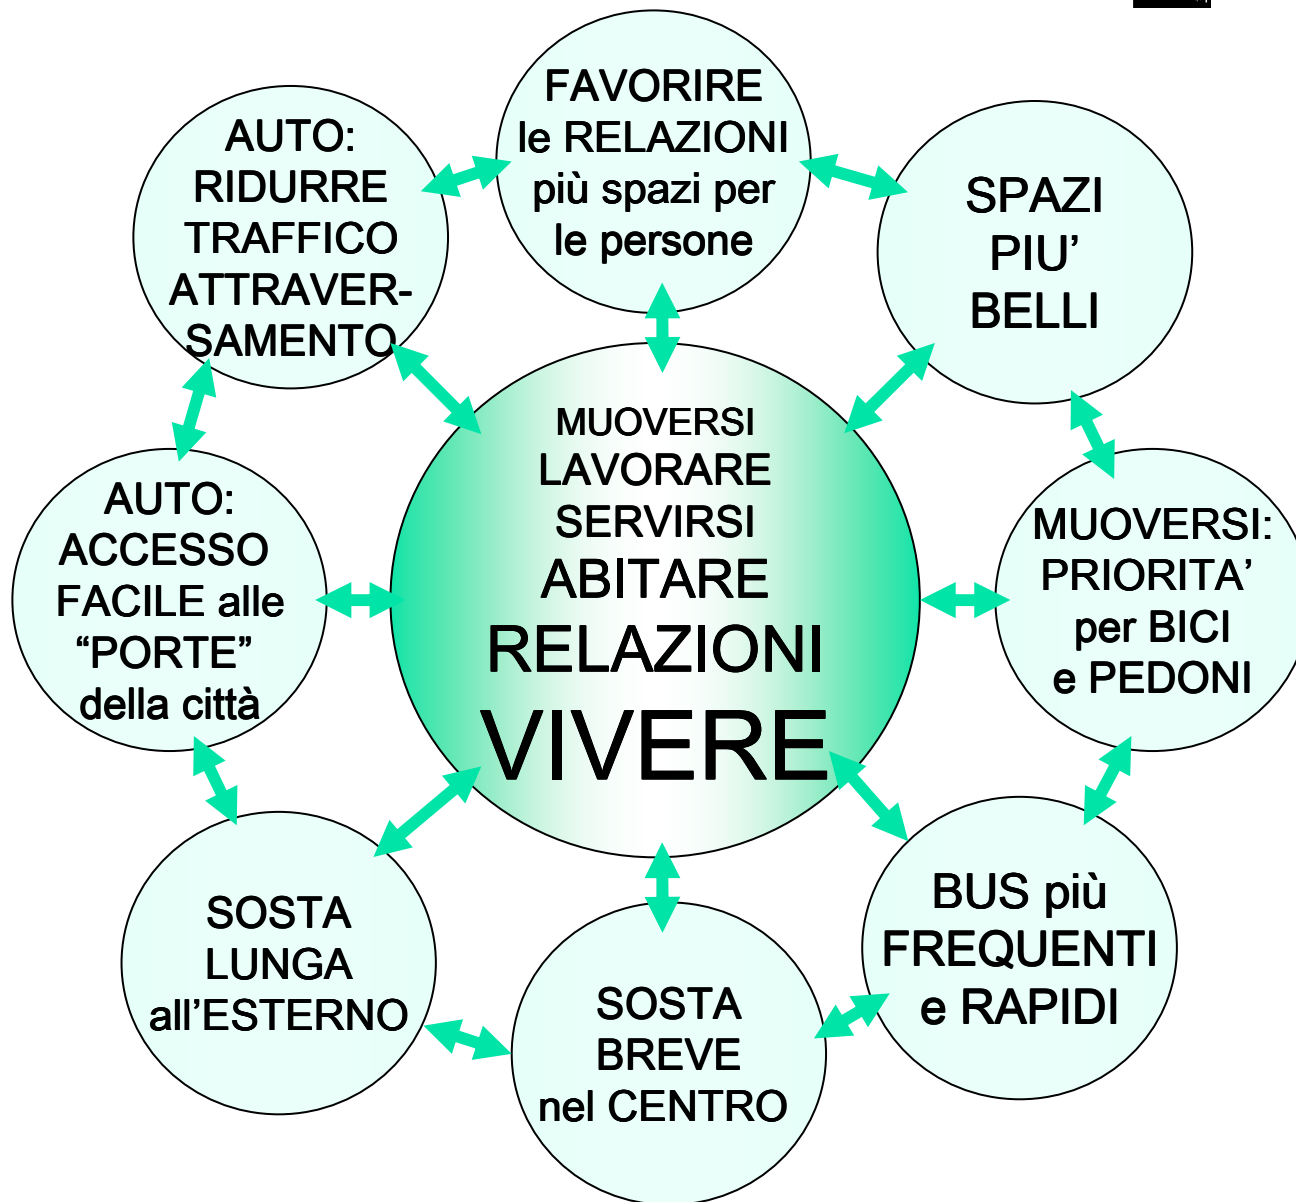 FAVORIRE
le RELAZIONI
più spazi per
le persone
SPAZI
PIU’
BELLI
MUOVERSI:
PRIORITA’
per BICI
e PEDONI
BUS più
FREQUENTI
e RAPIDI
SOSTA
BREVE
nel CENTRO
SOSTA
LUNGA
all’ESTERNO
AUTO:
ACCESSO
FACILE alle
“PORTE”
della città
AUTO:
RIDURRE
TRAFFICO
ATTRAVER-
SAMENTO
MUOVERSI
LAVORARE
SERVIRSI
ABITARE
RELAZIONI
VIVERE